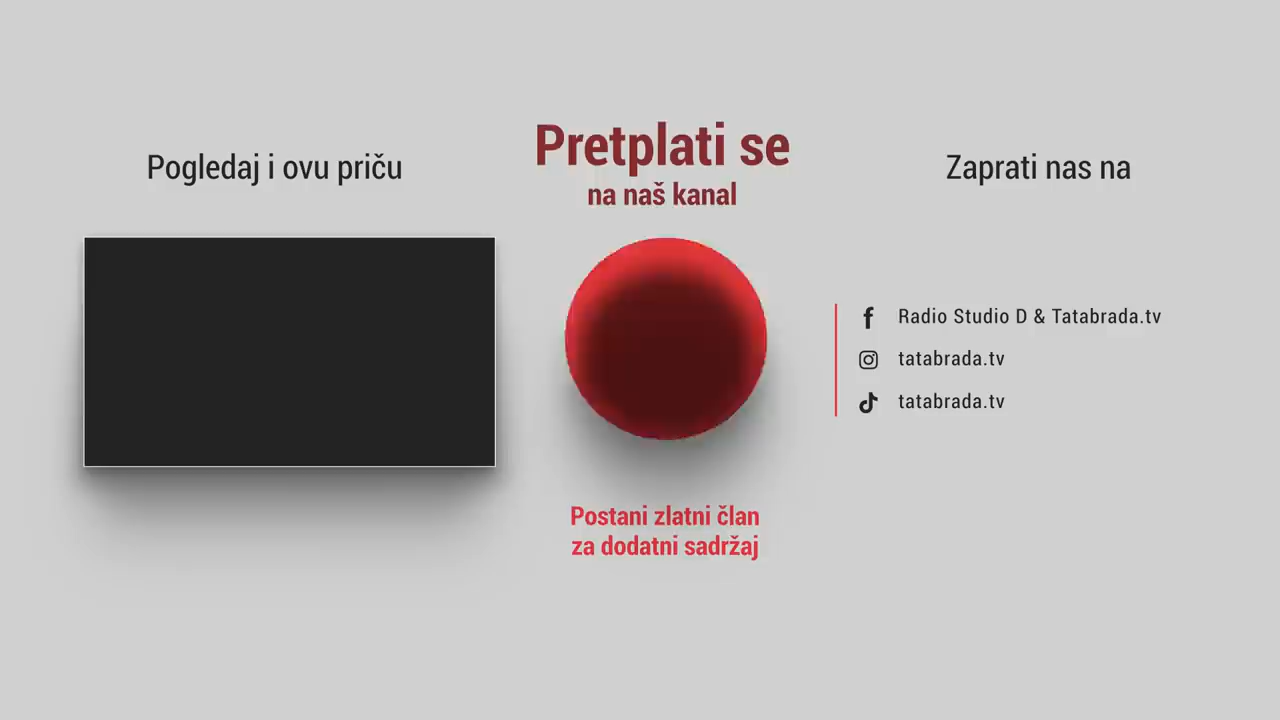 Pogledaj i ovu priču
Pretplati se
na naš kanal
Postani zlatni član
za dodatni sadržaj
Zaprati nas na
Radio Studio D & Tatabrada.tv
tatabrada.tv
tatabrada.tv